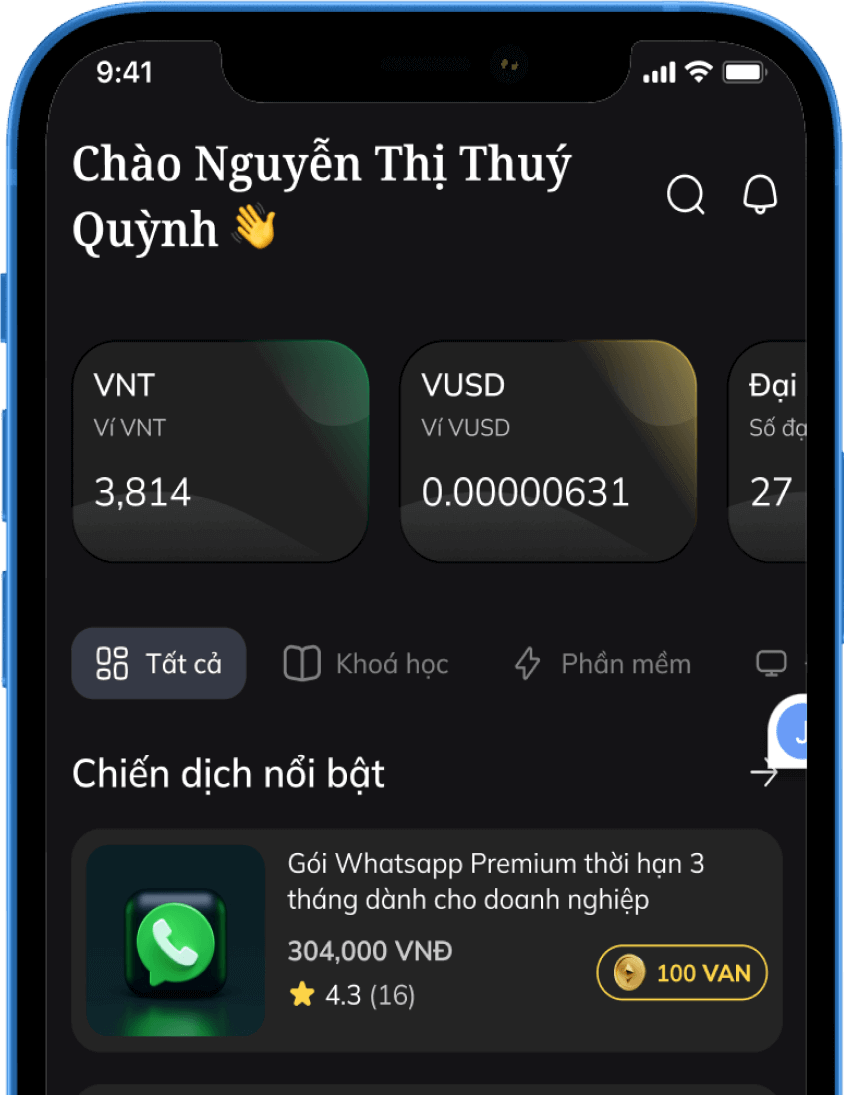 9:41
Chào Nguyễn Thị Thuý
Quỳnh 👋
VNT
Ví VNT
3,814
VUSD
Ví VUSD
0.00000631
Đại
Số
27
Tất cả
Khoá học
Phần mềm
J
Chiến dịch nổi bật
Gói Whatsapp Premium thời hạn 3
tháng dành cho doanh nghiệp
304,000 VNĐ
4.3 (16)
100 VAN